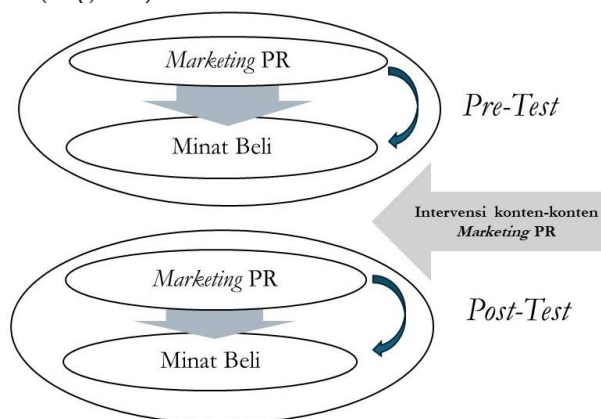 Marketing PR
Pre-Test
Minat Beli
Intervensi konten-konten
Marketing PR
Marketing PR
Post-Test
Minat Beli